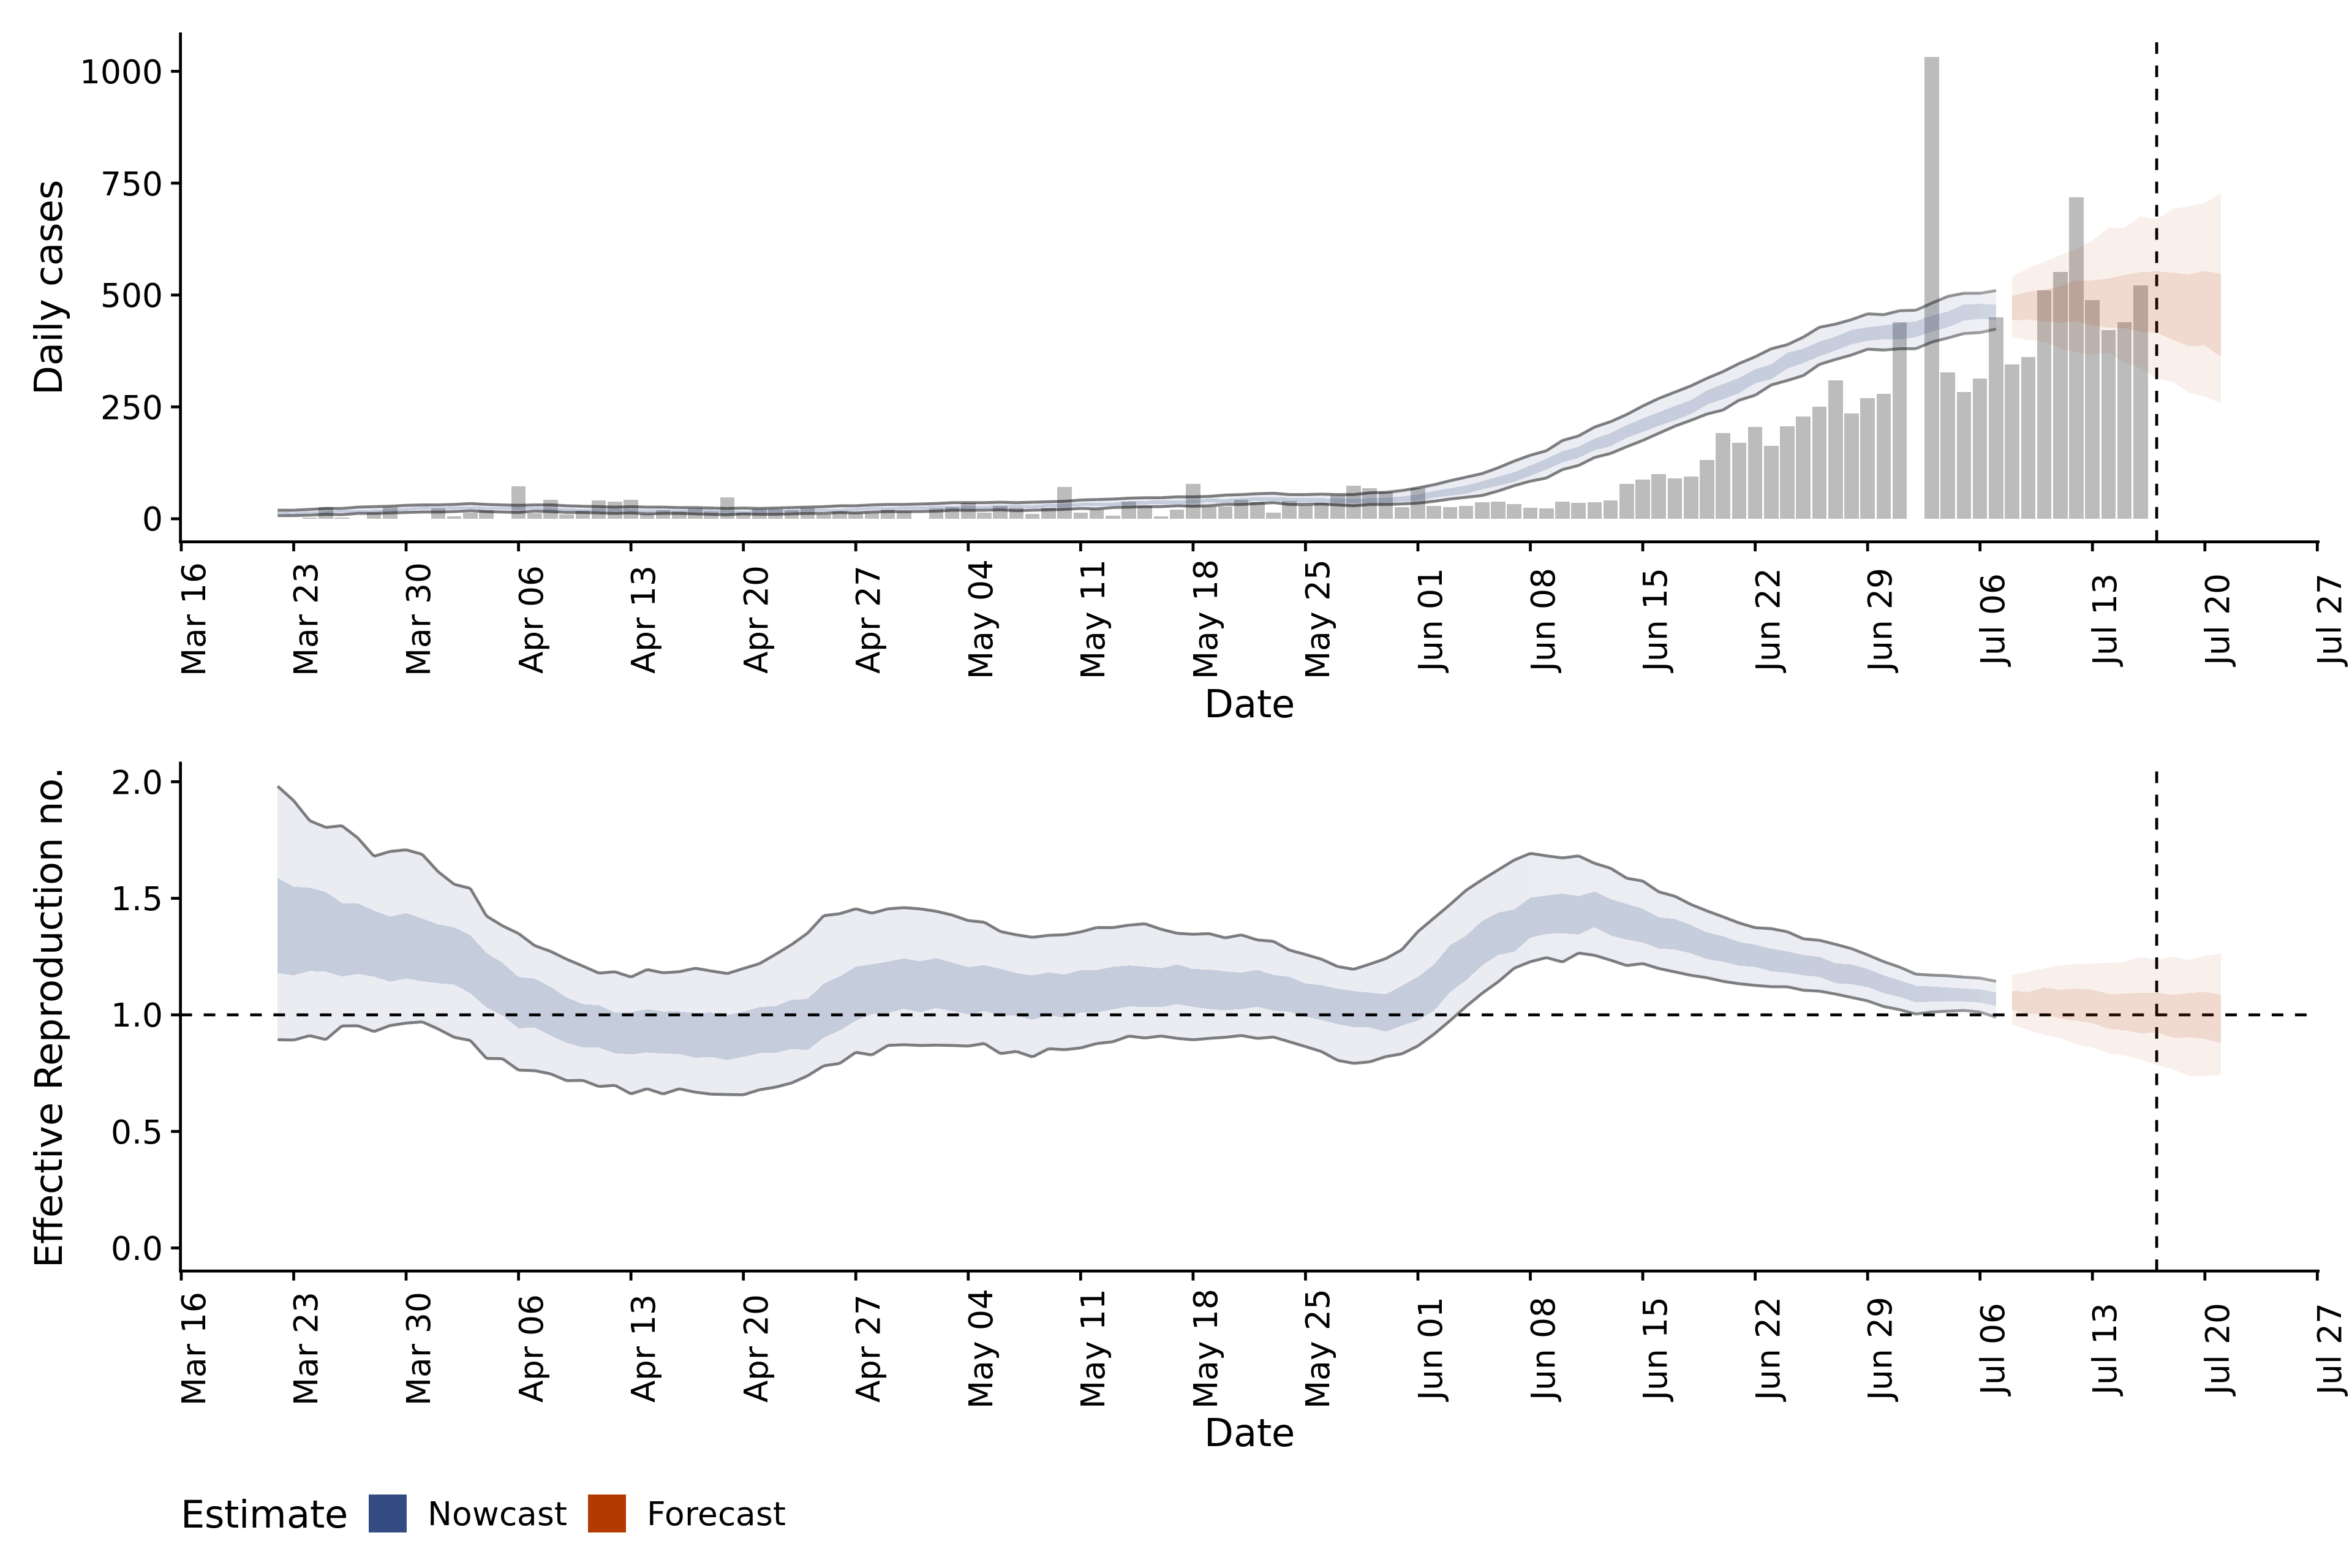 Daily cases
1000
750
500
250
0
Mar 16 Mar 23 Mar 30 Apr 06 Apr 13 Apr 20 Apr 27 May 04 May 11 May 18 May 25 Jun 01 Jun 08 Jun 15 Jun 22 Jun 29 Jul 06 Jul 13 Jul 20 Jul 27
Date
Effective Reproduction no.
2.0
1.5
1.0
0.5
0.0
Mar 16 Mar 23 Mar 30 Apr 06 Apr 13 Apr 20 Apr 27 May 04 May 11 May 18 May 25 Jun 01 Jun 08 Jun 15 Jun 22 Jun 29 Jul 06 Jul 13 Jul 20 Jul 27
Date
Estimate Nowcast Forecast